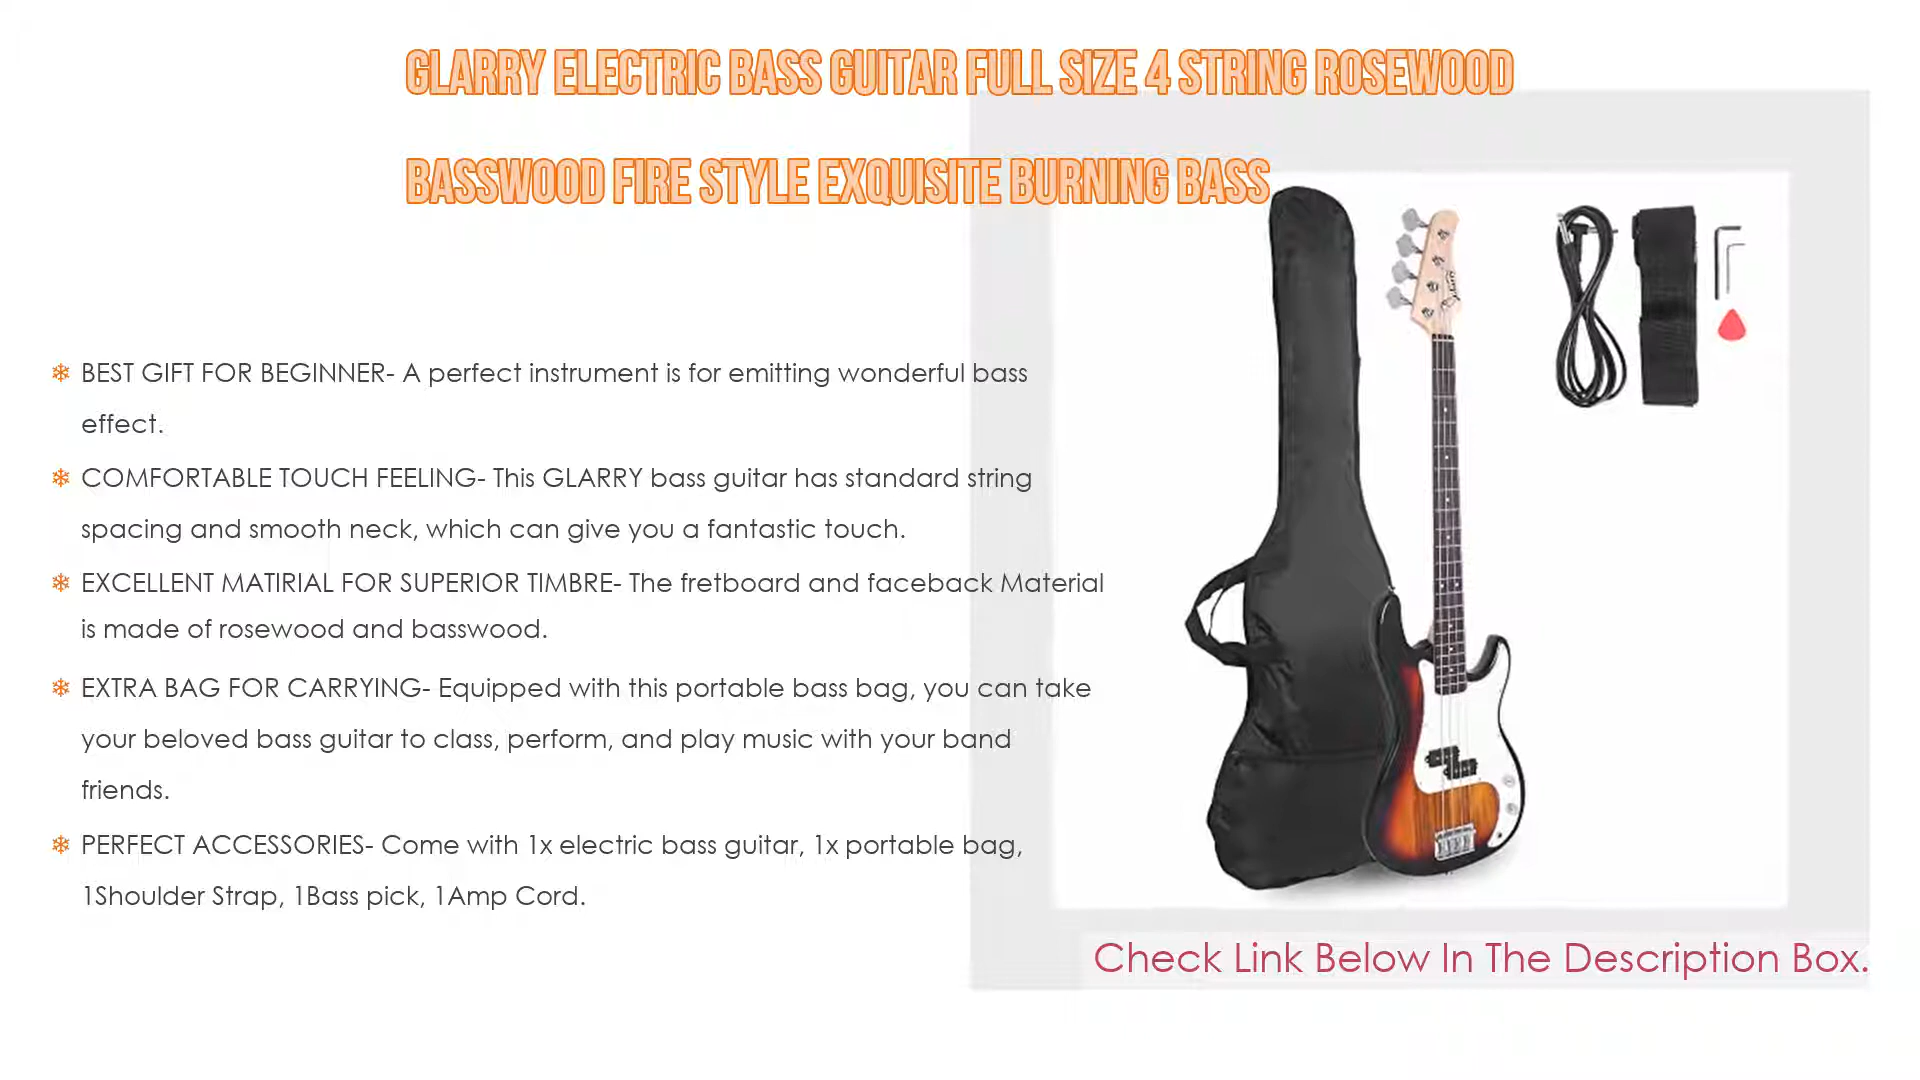 GLARRY ELECTRIC BASS GUITAR FULL SIZE 4 STRING ROSEWOOD
BASSWOOD FIRE STYLE EXQUISITE BURNING BASS
BEST GIFT FOR BEGINNER- A perfect instrument is for emitting wonderful bass
effect.
COMFORTABLE TOUCH FEELING- This GLARRY bass guitar has standard string
spacing and smooth neck, which can give you a fantastic touch.
EXCELLENT MATIRIAL FOR SUPERIOR TIMBRE- The fretboard and faceback Material
is made of rosewood and basswood.
EXTRA BAG FOR CARRYING- Equipped with this portable bass bag, you can take
your beloved bass guitar to class, perform, and play music with your band
friends.
PERFECT ACCESSORIES- Come with 1x electric bass guitar, 1x portable bag,
1Shoulder Strap, 1Bass pick, 1Amp Cord.
Glarry
Check Link Below In The Description Box.